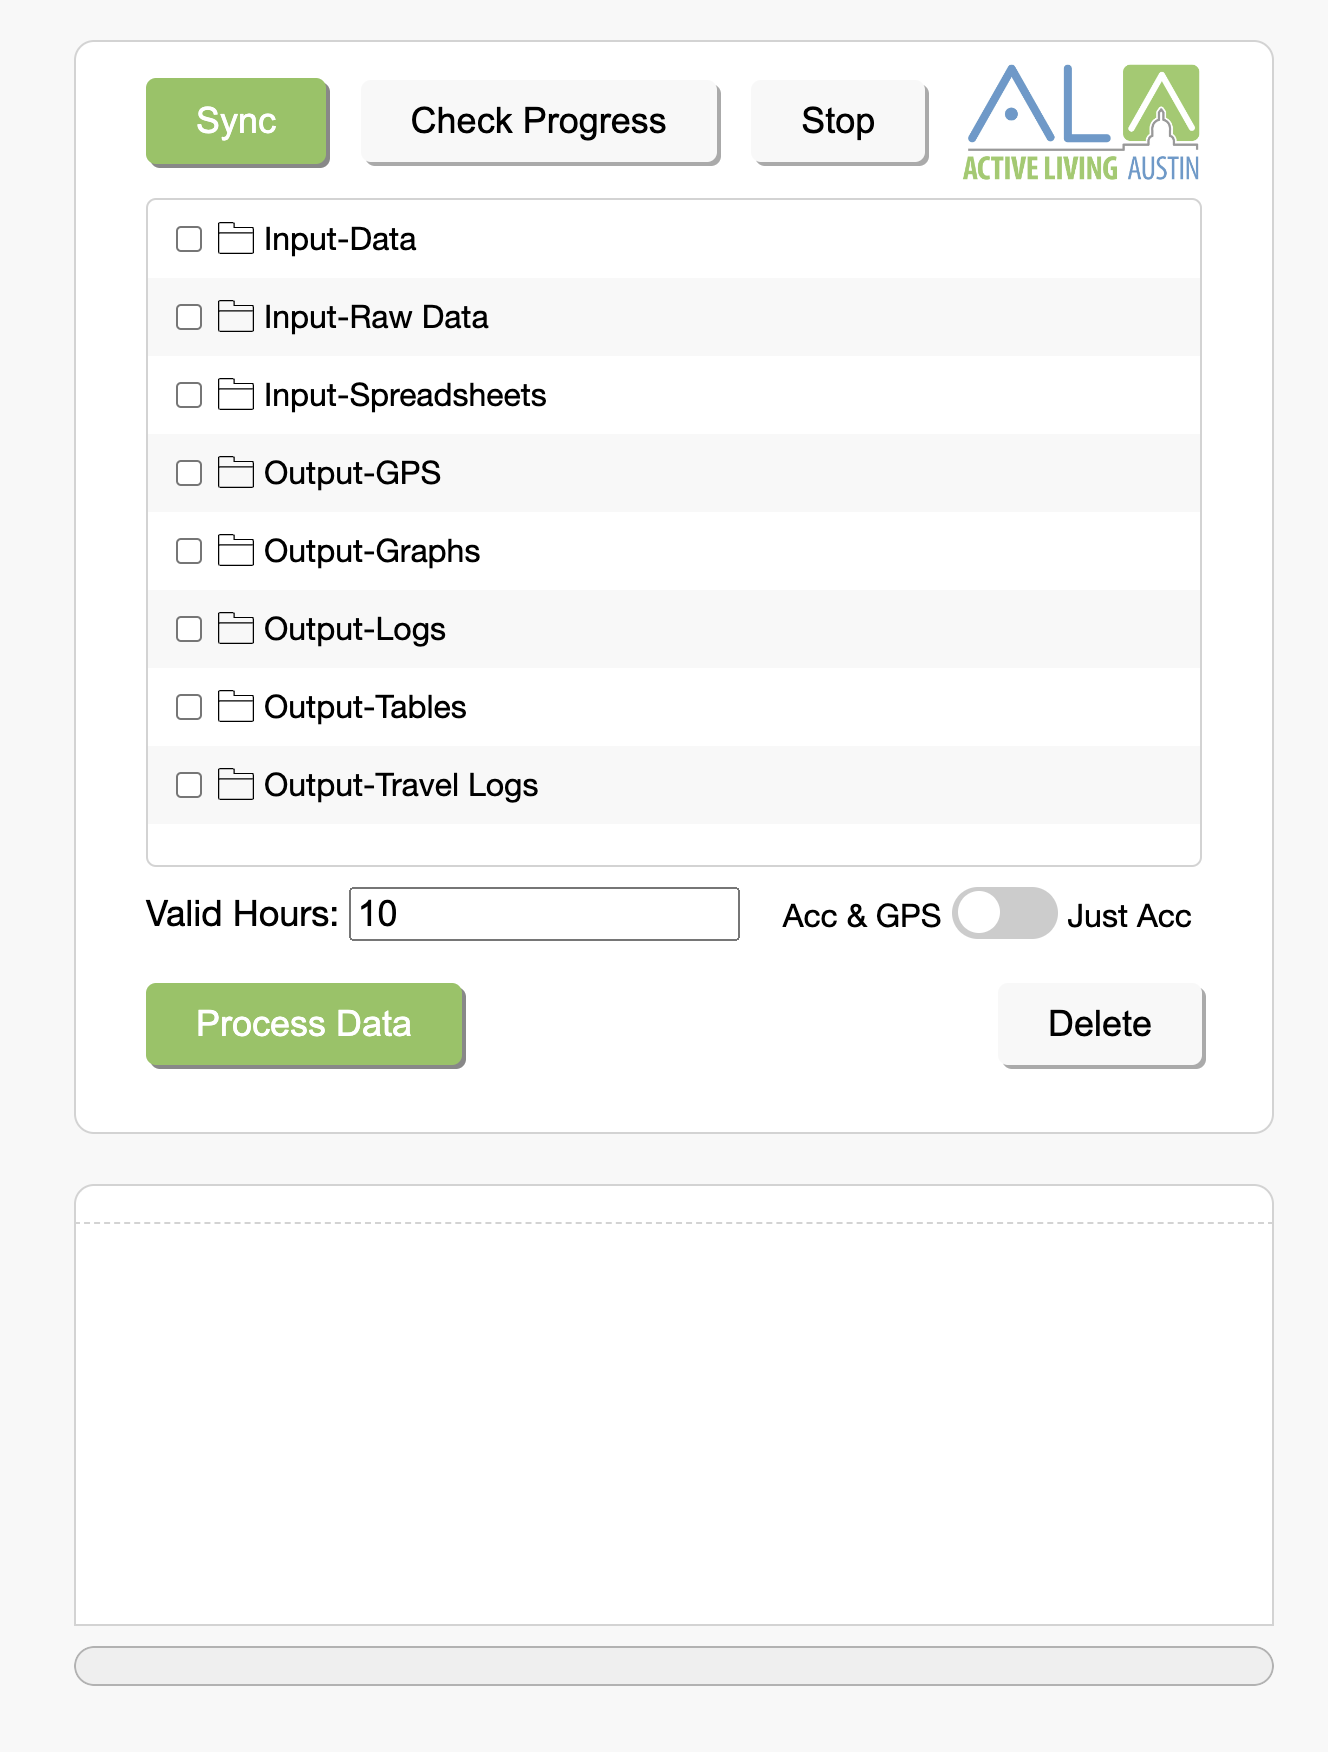 Sync
Check Progress
Stop
ALA
ACTIVE LIVING AUSTIN
Input-Data
Input-Raw Data
Input-Spreadsheets
Output-GPS
Output-Graphs
Output-Logs
Output-Tables
Output-Travel Logs
Valid Hours: 10
Acc & GPS
Just Acc
Process Data
Delete